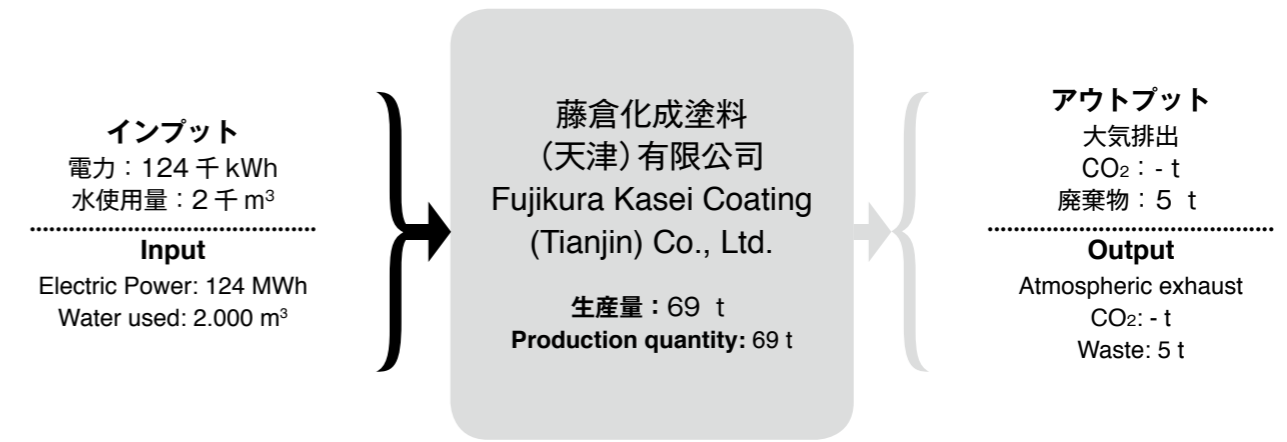 インプット
電力：124 千 kWh
水使用量：2 千 m³
Input
Electric Power: 124 MWh
Water used: 2.000 m³
藤倉化成塗料
（天津）有限公司
Fujikura Kasei Coating
(Tianjin) Co., Ltd.
生産量：69 t
Production quantity: 69 t
アウトプット
大気排出
CO₂：- t
廃棄物：5 t
Output
Atmospheric exhaust
CO₂: - t
Waste: 5 t